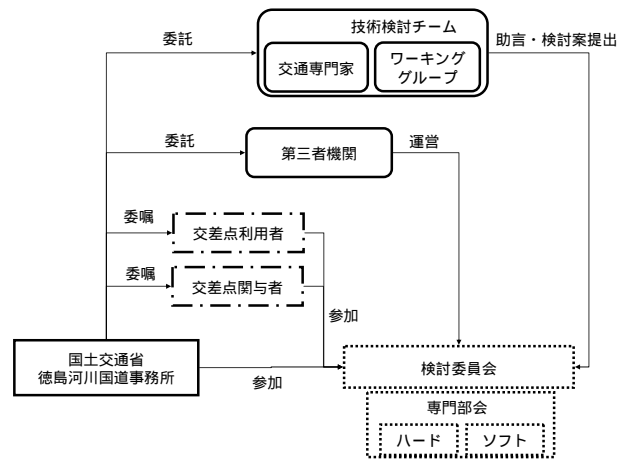 技術検討チーム
委託
助言・検討案提出
交通専門家
ワーキング
グループ
委託
第三者機関
運営
委嘱
交差点利用者
委嘱
交差点関与者
参加
国土交通省
徳島河川国道事務所
参加
検討委員会
専門部会
ハード
ソフト